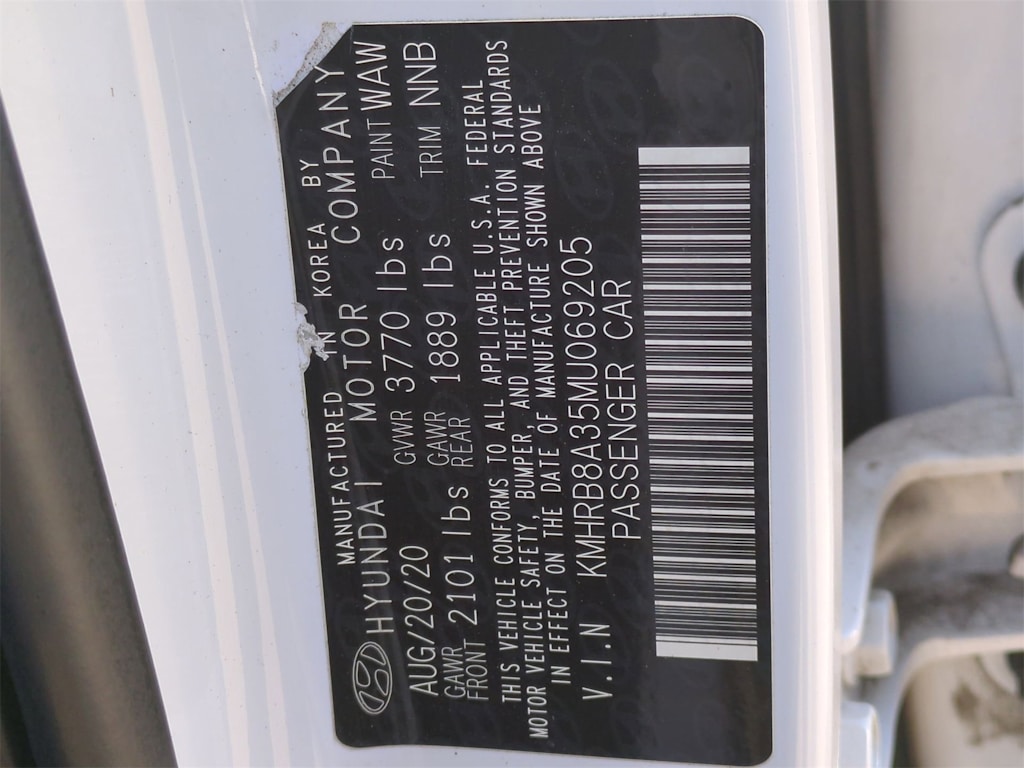 MANUFACTURED IN KOREA BY
HYUNDAI MOTOR COMPANY
AUG/20/20 GVWR 3770 lbs PAINT WAW
GAWR FRONT 2101 lbs GAWR REAR 1889 lbs TRIM NNB
THIS VEHICLE CONFORMS TO ALL APPLICABLE U.S.A. FEDERAL
MOTOR VEHICLE SAFETY, BUMPER, AND THEFT PREVENTION STANDARDS
IN EFFECT ON THE DATE OF MANUFACTURE SHOWN ABOVE
V.I.N KMHRB8A35MU069205
PASSENGER CAR